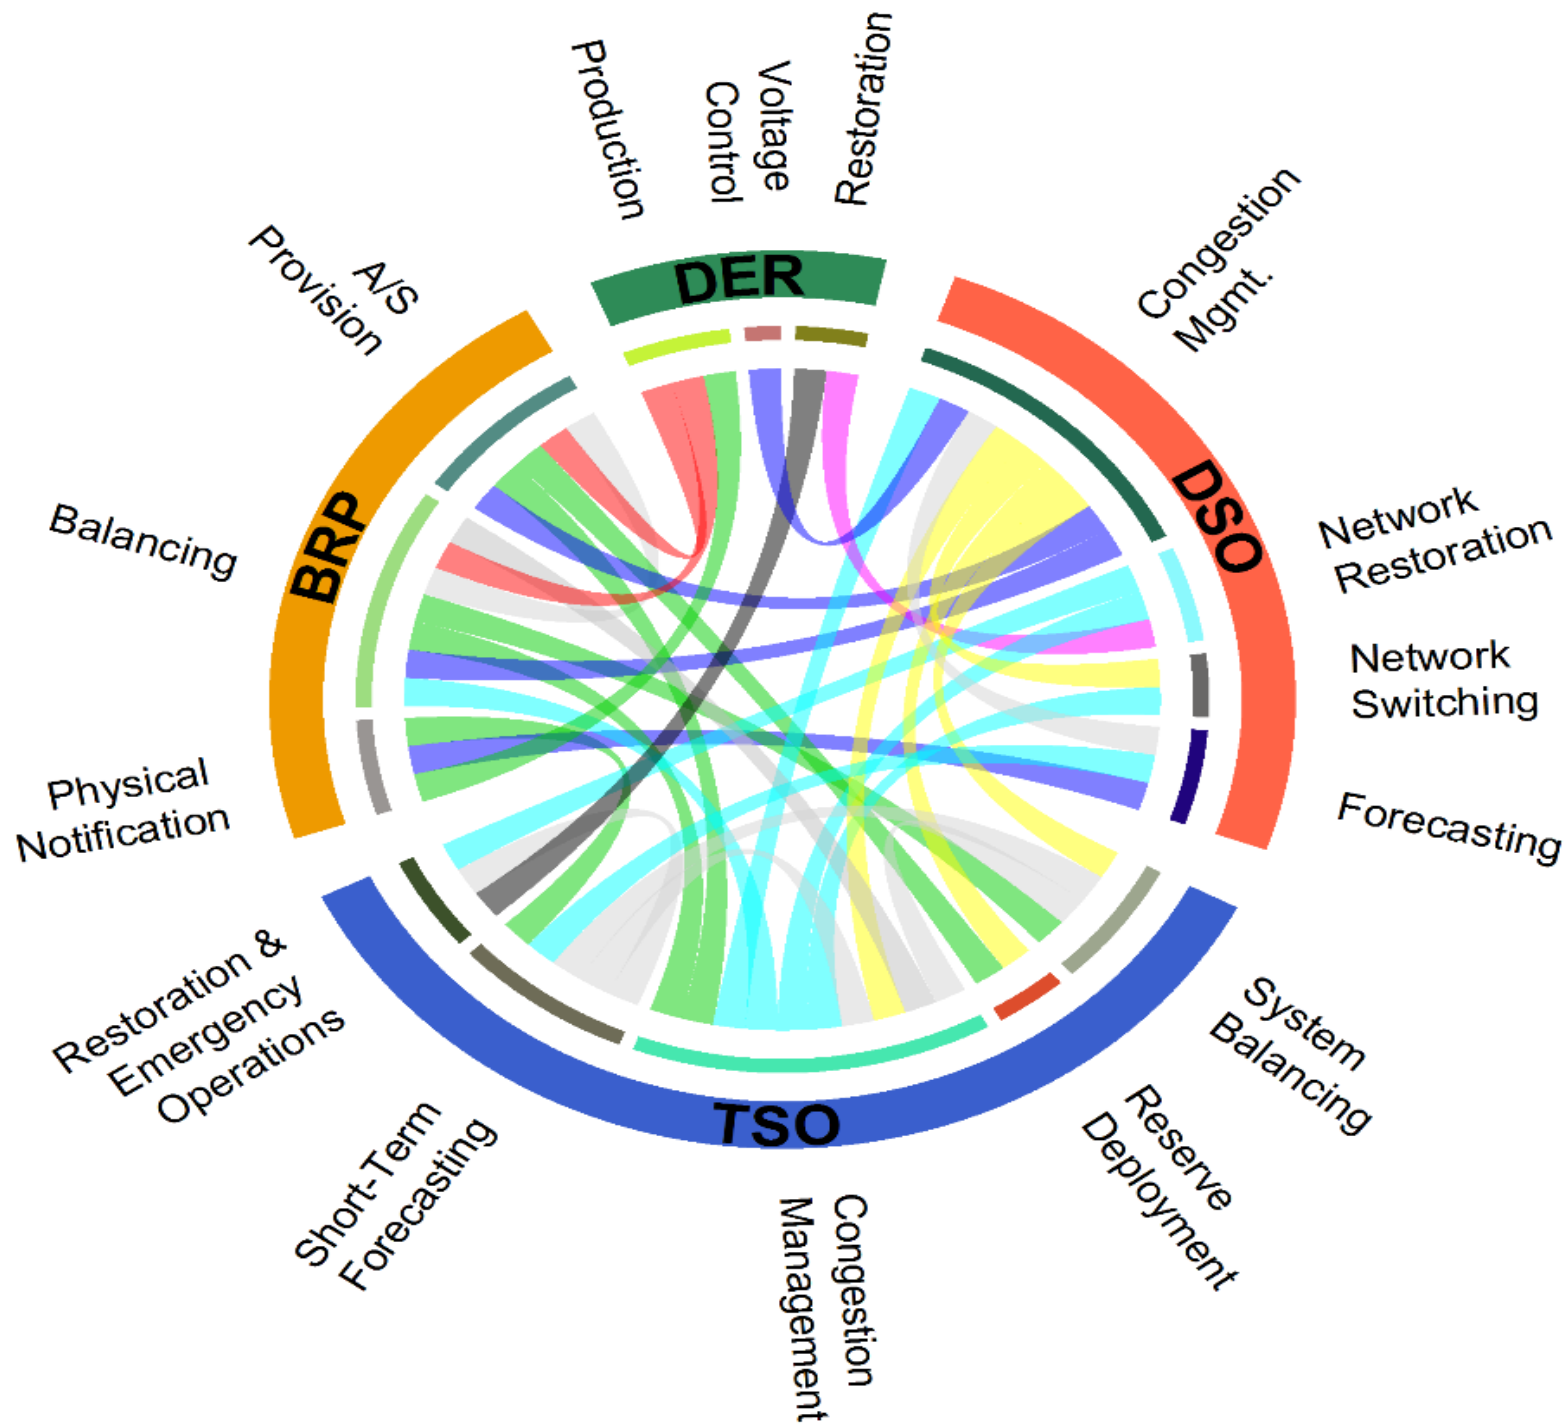 Production
Voltage
Control
Restoration
DER
Congestion
Mgmt.
DSO
Network
Restoration
Network
Switching
Forecasting
System
Balancing
Reserve
Deployment
TSO
Congestion
Management
Short-Term
Forecasting
Restoration &
Emergency
Operations
Physical
Notification
Balancing
BRP
A/S
Provision